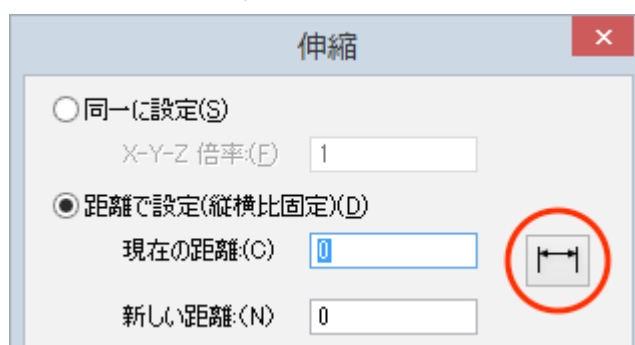 伸縮
同一に設定(S)
X-Y-Z 倍率:(F) 1
距離で設定(縦横比固定)(D)
現在の距離:(C) 0
新しい距離:(N) 0